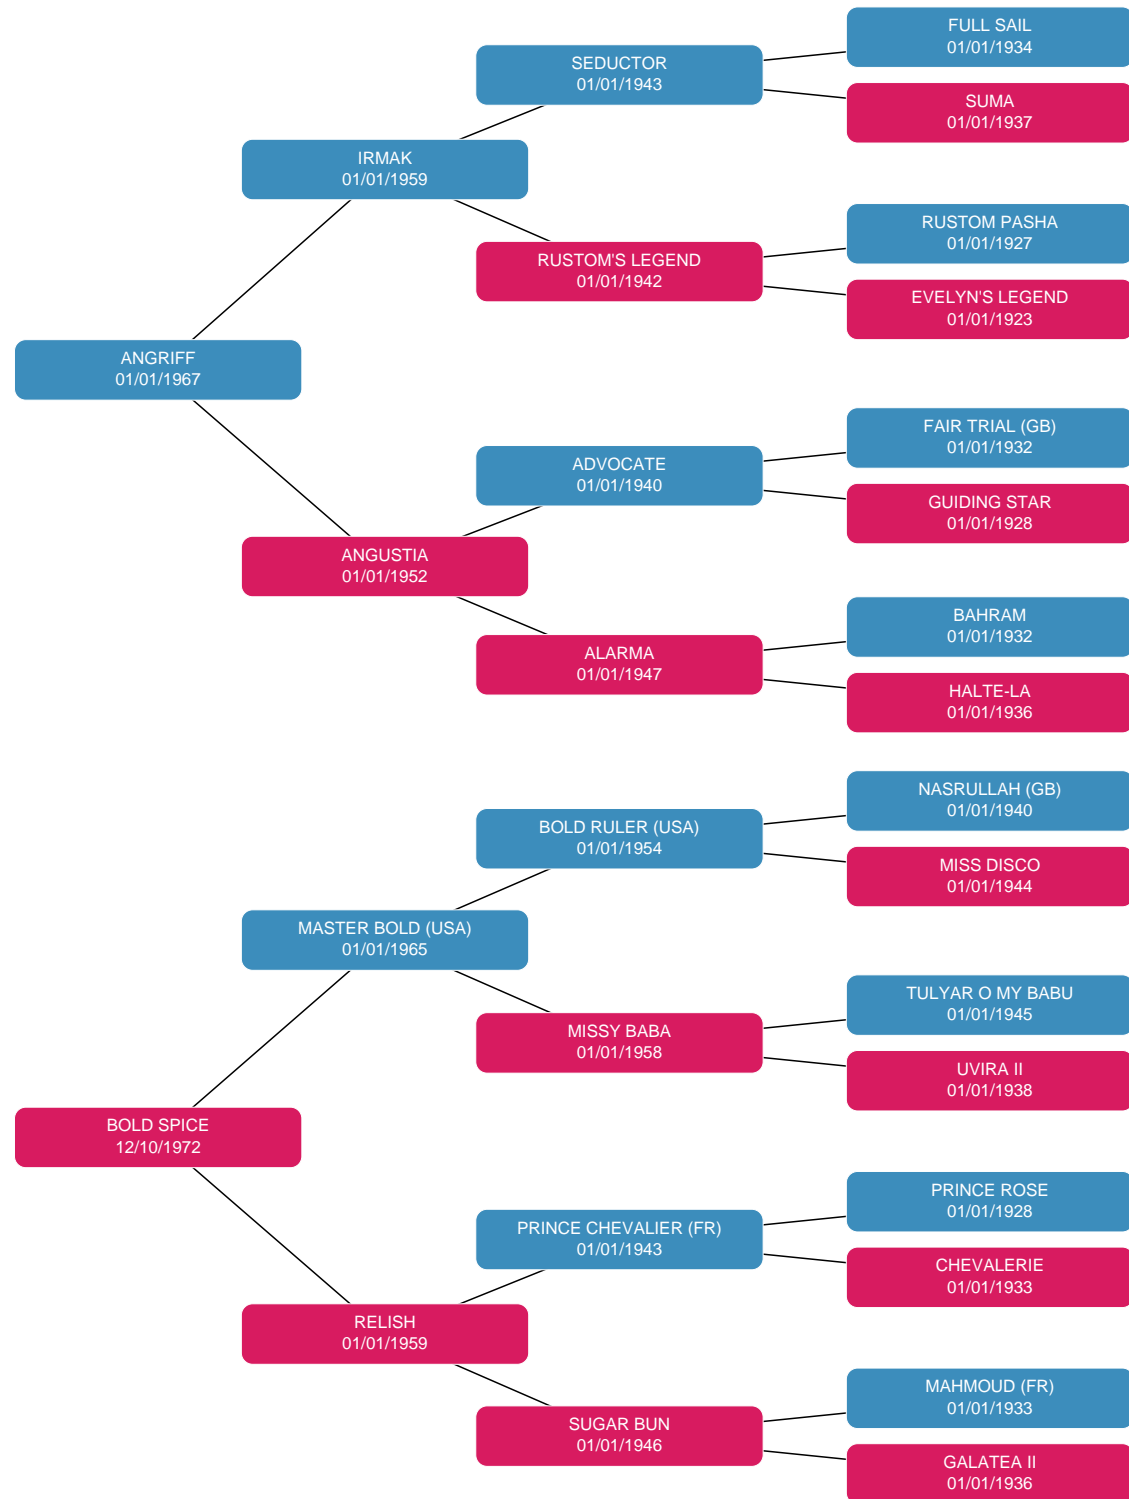 FULL SAIL
01/01/1934
SEDUCTOR
01/01/1943
SUMA
01/01/1937
IRMAK
01/01/1959
RUSTOM PASHA
01/01/1927
RUSTOM'S LEGEND
01/01/1942
EVELYN'S LEGEND
01/01/1923
ANGRIFF
01/01/1967
FAIR TRIAL (GB)
01/01/1932
ADVOCATE
01/01/1940
GUIDING STAR
01/01/1928
ANGUSTIA
01/01/1952
BAHRAM
01/01/1932
ALARMA
01/01/1947
HALTE-LA
01/01/1936
NASRULLAH (GB)
01/01/1940
BOLD RULER (USA)
01/01/1954
MISS DISCO
01/01/1944
MASTER BOLD (USA)
01/01/1965
TULYAR O MY BABU
01/01/1945
MISSY BABA
01/01/1958
UVIRA II
01/01/1938
BOLD SPICE
12/10/1972
PRINCE ROSE
01/01/1928
PRINCE CHEVALIER (FR)
01/01/1943
CHEVALERIE
01/01/1933
RELISH
01/01/1959
MAHMOUD (FR)
01/01/1933
SUGAR BUN
01/01/1946
GALATEA II
01/01/1936